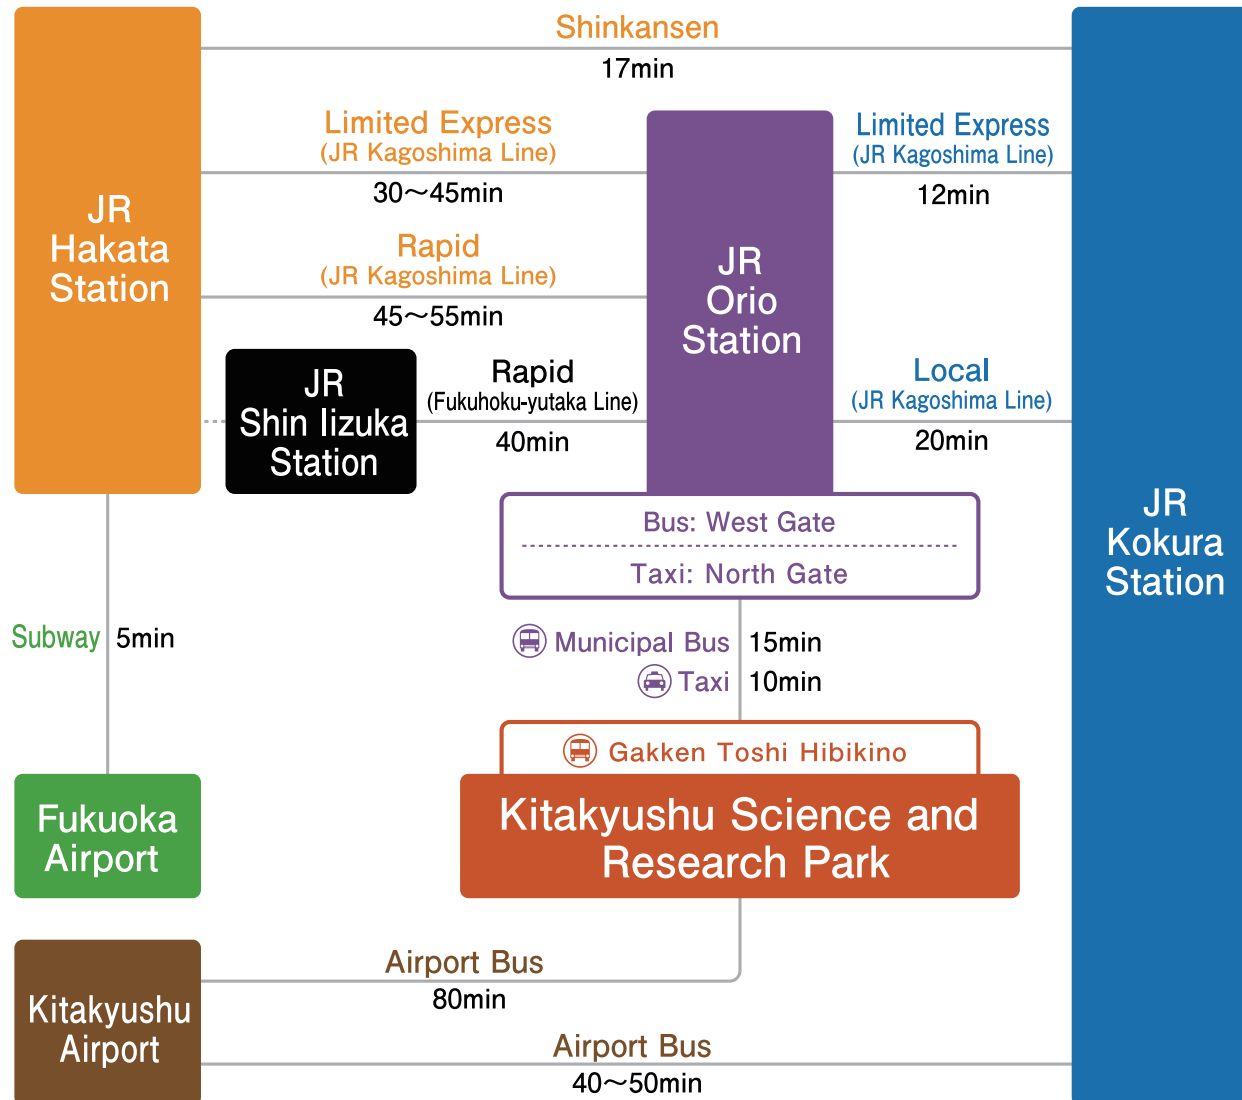 Shinkansen
17min
JR
Hakata
Station
Limited Express
(JR Kagoshima Line)
30～45min
Rapid
(JR Kagoshima Line)
45～55min
JR
Shin Iizuka
Station
Rapid
(Fukuhoku-yutaka Line)
40min
JR
Orio
Station
Limited Express
(JR Kagoshima Line)
12min
Local
(JR Kagoshima Line)
20min
JR
Kokura
Station
Bus: West Gate
Taxi: North Gate
Subway 5min
Municipal Bus 15min
Taxi 10min
Gakken Toshi Hibikino
Kitakyushu Science and
Research Park
Fukuoka
Airport
Kitakyushu
Airport
Airport Bus
80min
Airport Bus
40～50min